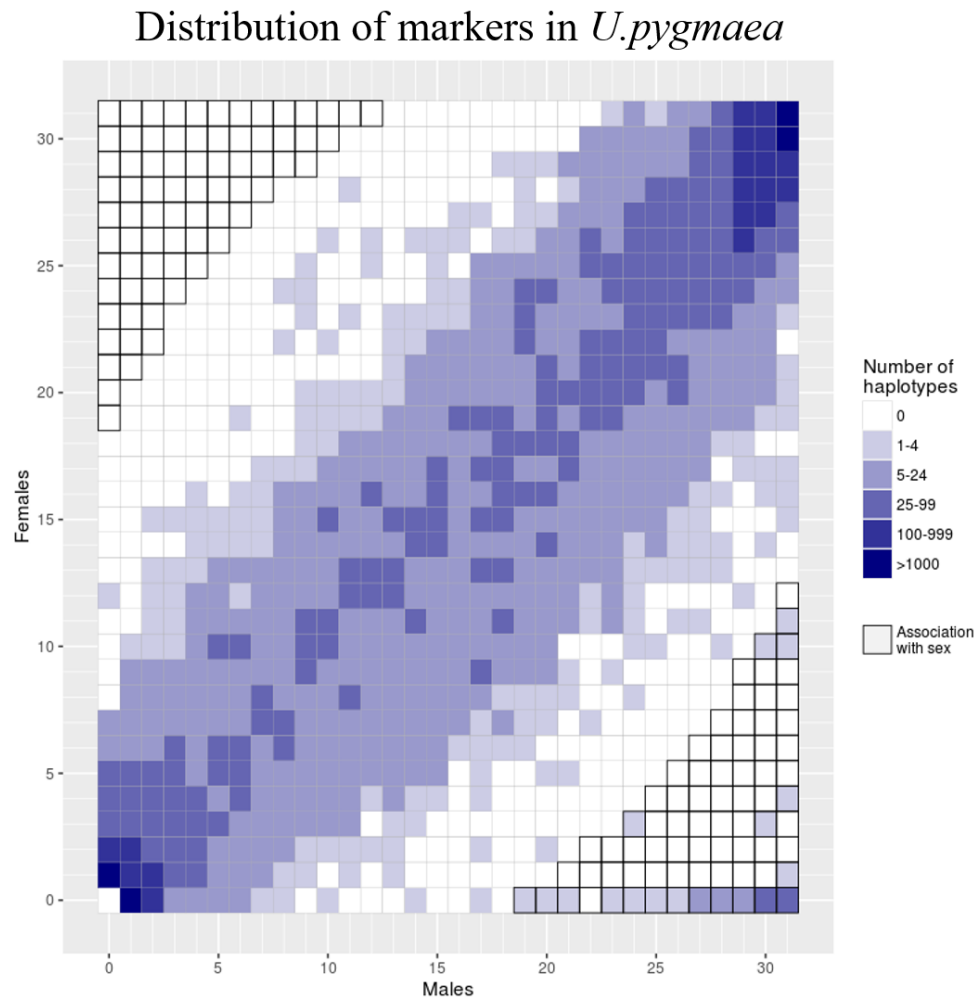 Distribution of markers in U.pygmaea
30
25
20
15
10
5
0
Females
0 5 10 15 20 25 30
Males
Number of
haplotypes
0
1-4
5-24
25-99
100-999
>1000
Association
with sex